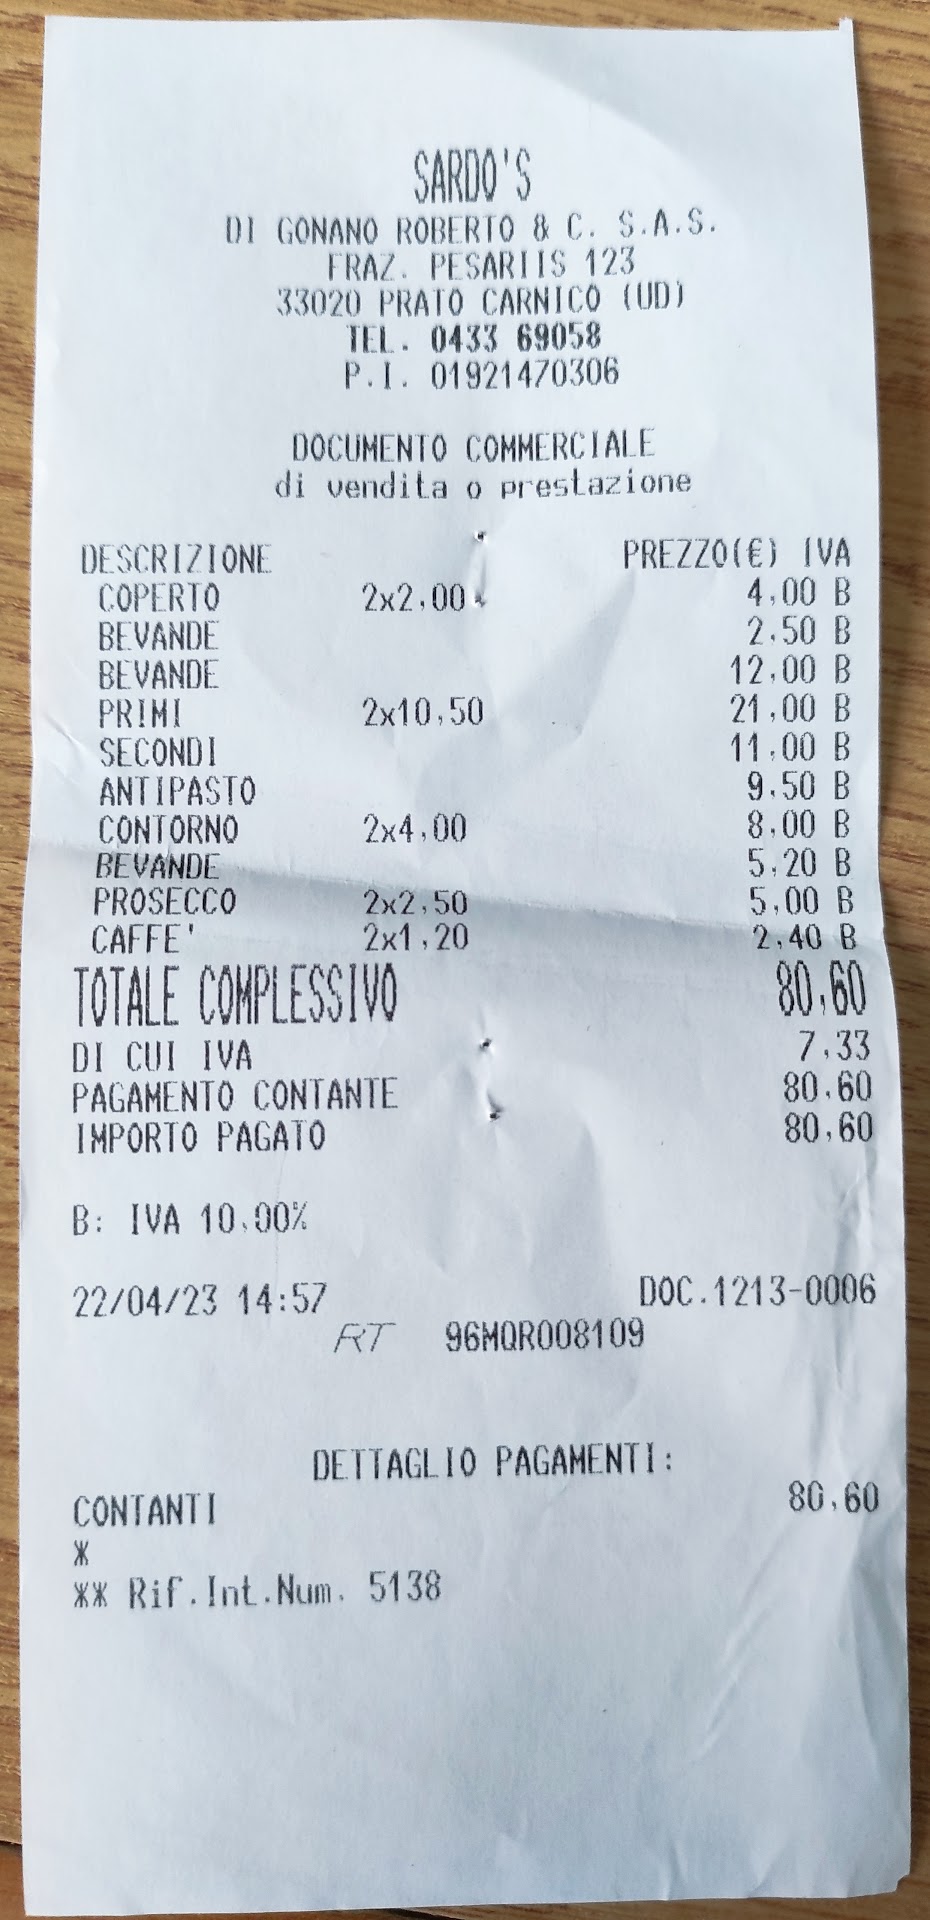 SARDO'S
DI GONANO ROBERTO & C. S.A.S.
FRAZ. PESARIIS 123
33020 PRATO CARNICO (UD)
TEL. 0433 69058
P.I. 01921470306
DOCUMENTO COMMERCIALE
di vendita o prestazione
DESCRIZIONE PREZZO(€) IVA
COPERTO 2x2,00 4,00 B
BEVANDE 2,50 B
BEVANDE 12,00 B
PRIMI 2x10,50 21,00 B
SECONDI 11,00 B
ANTIPASTO 9,50 B
CONTORNO 2x4,00 8,00 B
BEVANDE 5,20 B
PROSECCO 2x2,50 5,00 B
CAFFE' 2x1,20 2,40 B
TOTALE COMPLESSIVO 80,60
DI CUI IVA 7,33
PAGAMENTO CONTANTE 80,60
IMPORTO PAGATO 80,60
B: IVA 10,00%
22/04/23 14:57 DOC.1213-0006
RT 96MQR008109
DETTAGLIO PAGAMENTI:
CONTANTI 80,60
*
** Rif.Int.Num. 5138